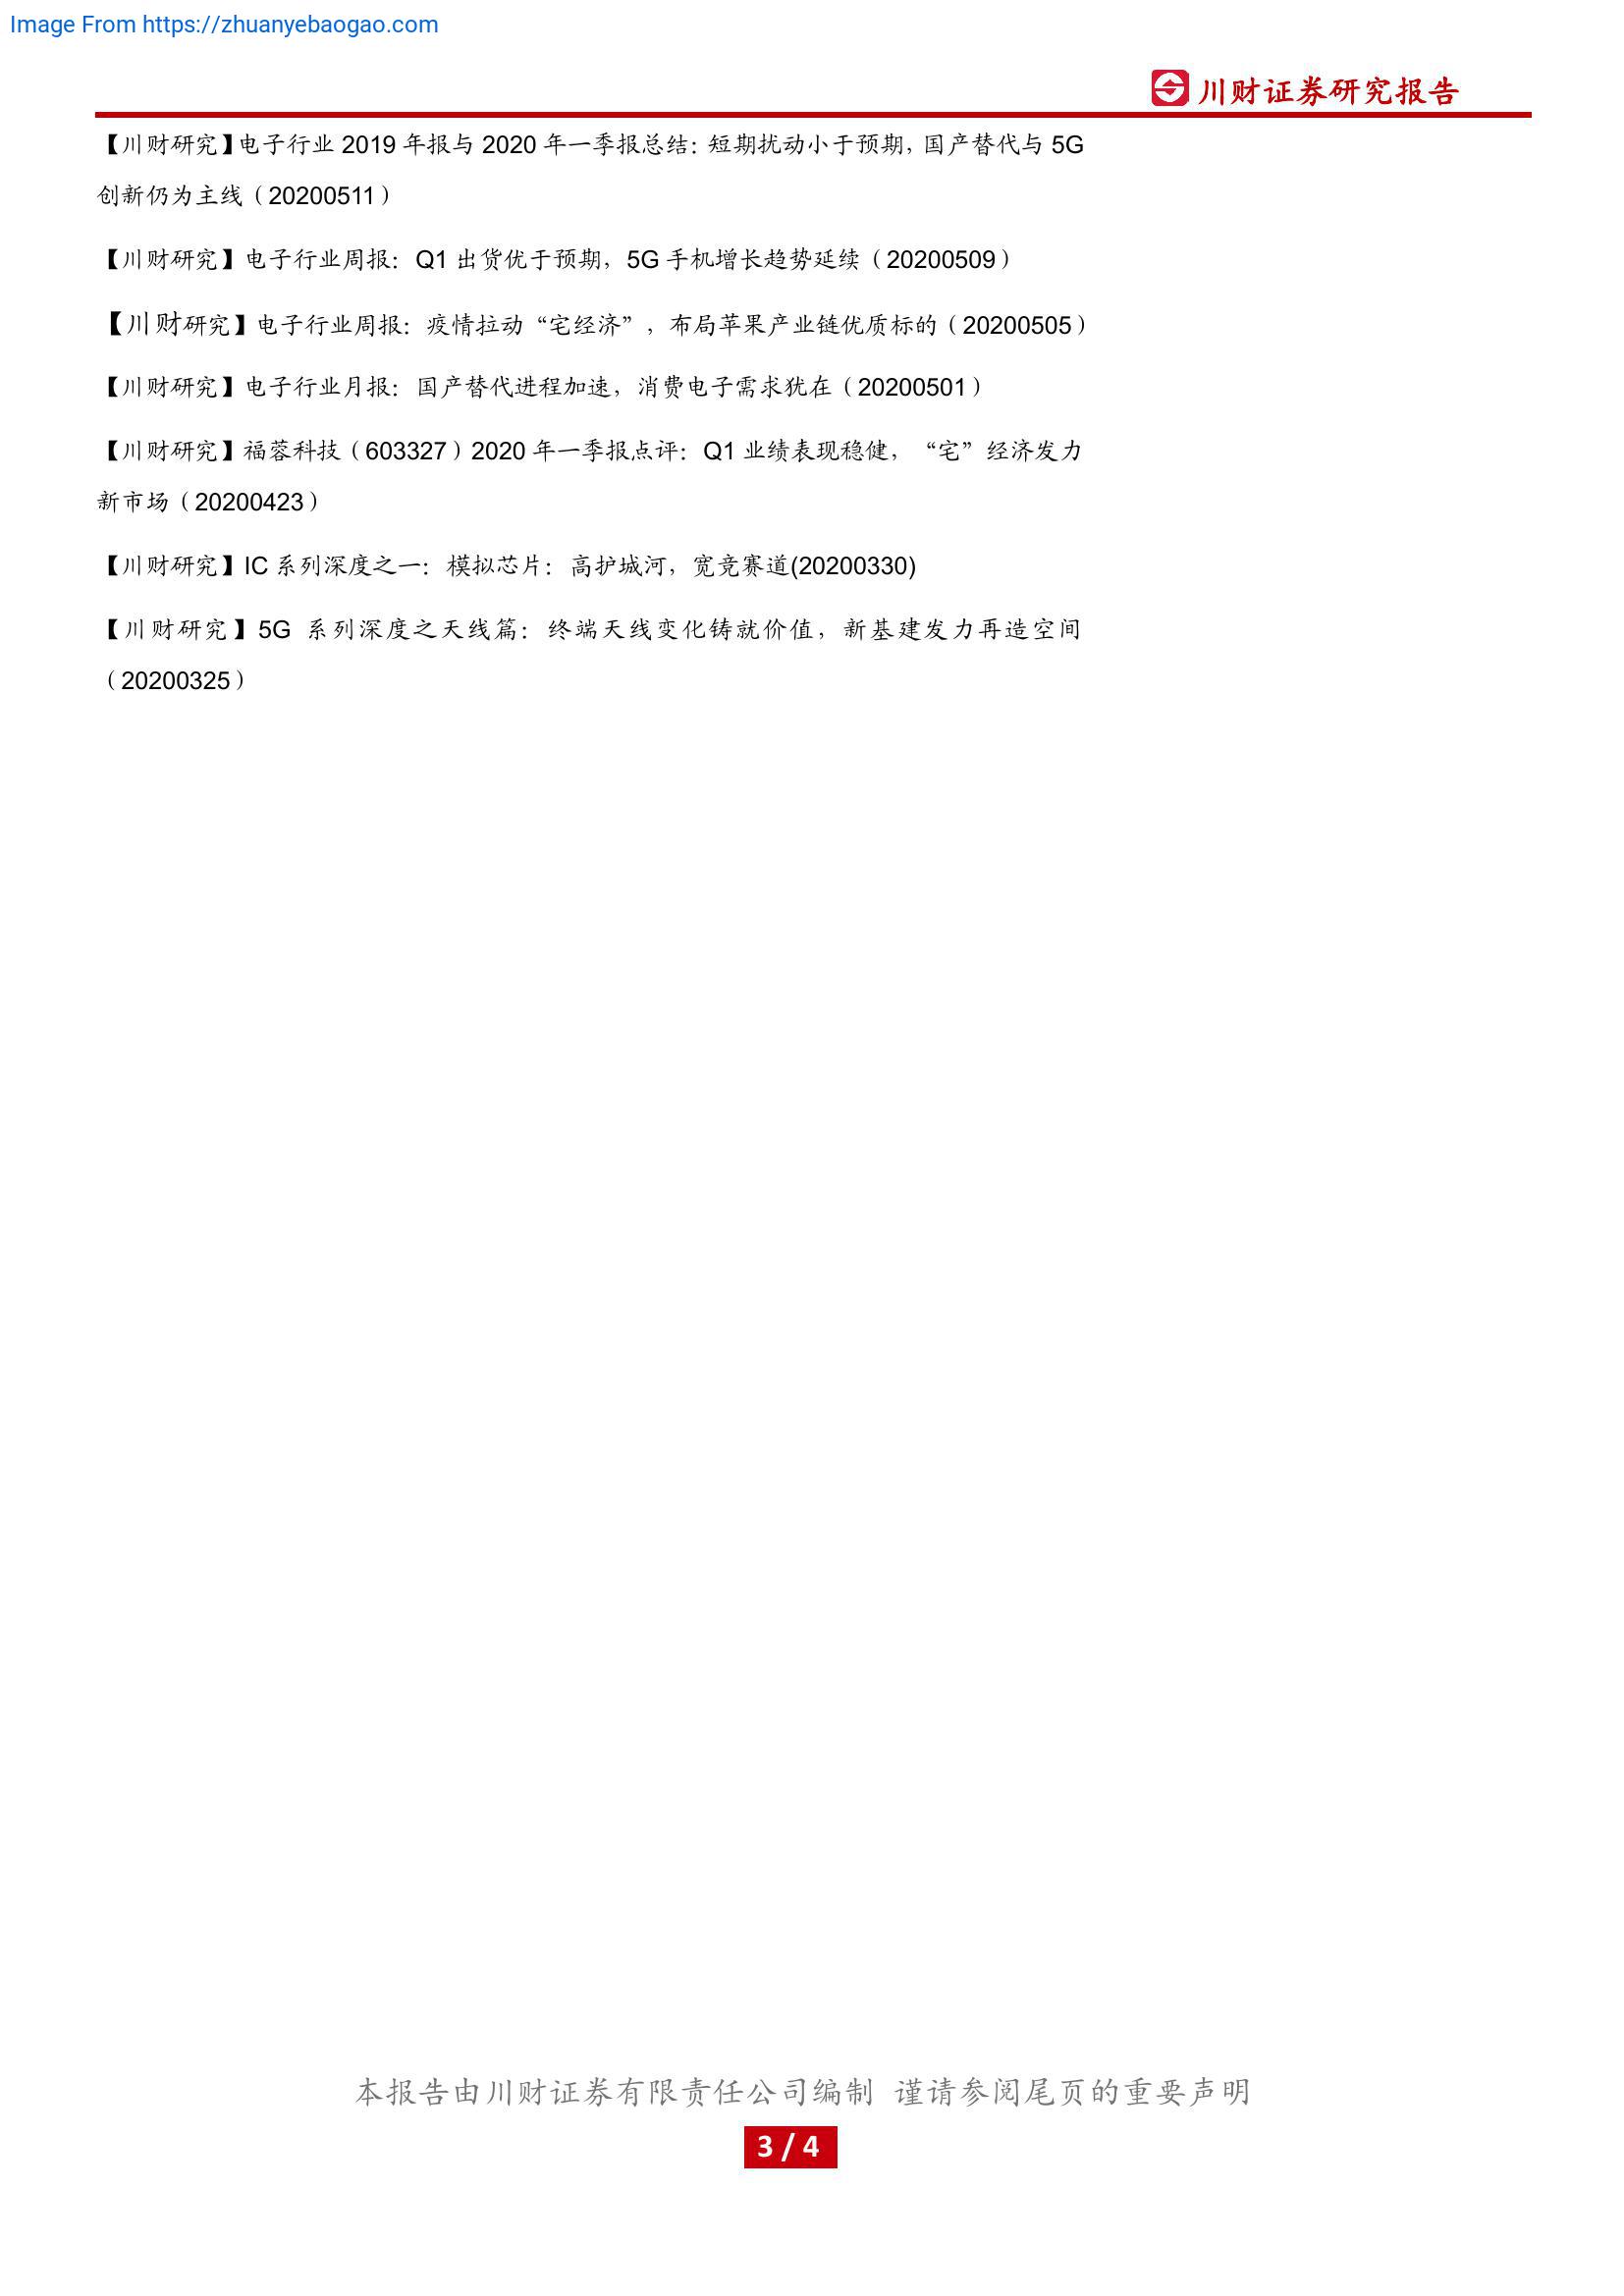 Image From https://zhuanyebaogao.com
川财证券研究报告
【川财研究】电子行业 2019 年报与 2020 年一季报总结：短期扰动小于预期，国产替代与 5G
创新仍为主线（20200511）
【川财研究】电子行业周报：Q1 出货优于预期，5G 手机增长趋势延续（20200509）
【川财研究】电子行业周报：疫情拉动“宅经济”，布局苹果产业链优质标的（20200505）
【川财研究】电子行业月报：国产替代进程加速，消费电子需求犹在（20200501）
【川财研究】福蓉科技（603327）2020 年一季报点评：Q1 业绩表现稳健，“宅”经济发力
新市场（20200423）
【川财研究】IC 系列深度之一：模拟芯片：高护城河，宽竞赛道(20200330)
【川财研究】5G 系列深度之天线篇：终端天线变化铸就价值，新基建发力再造空间
（20200325）
本报告由川财证券有限责任公司编制 谨请参阅尾页的重要声明
3 / 4